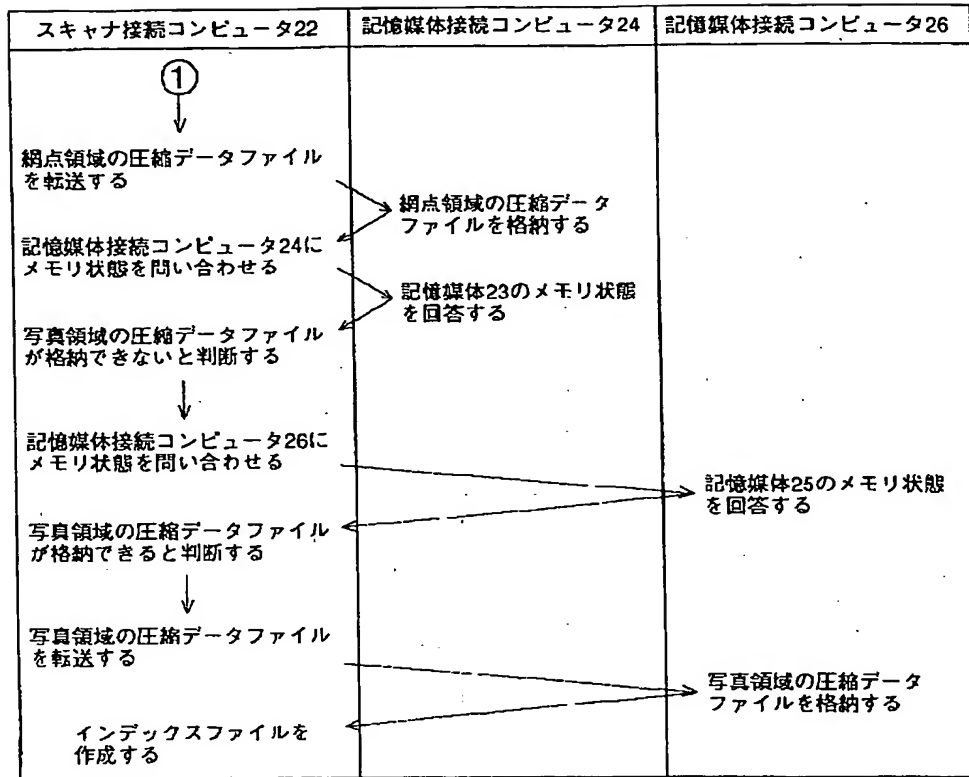 スキャナ接続コンピュータ22
記憶媒体接続コンピュータ24
記憶媒体接続コンピュータ26
1
網点領域の圧縮データファイル
を転送する
網点領域の圧縮データ
ファイルを格納する
記憶媒体接続コンピュータ24に
メモリ状態を問い合わせる
記憶媒体23のメモリ状態
を回答する
写真領域の圧縮データファイル
が格納できないと判断する
記憶媒体接続コンピュータ26に
メモリ状態を問い合わせる
記憶媒体25のメモリ状態
を回答する
写真領域の圧縮データファイル
が格納できると判断する
写真領域の圧縮データファイル
を転送する
写真領域の圧縮データ
ファイルを格納する
インデックスファイルを
作成する